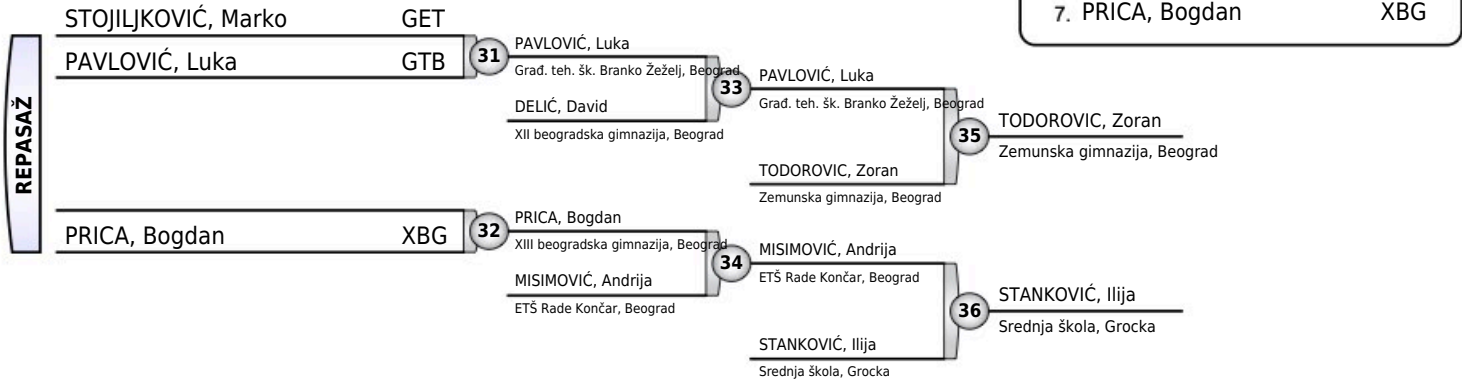 STOJILJKOVIĆ, Marko GET
7. PRICA, Bogdan XBG
REPASAŽ
PAVLOVIĆ, Luka GTB
31
PAVLOVIĆ, Luka
Građ. teh. šk. Branko Žeželj, Beograd
DELIĆ, David
XII beogradska gimnazija, Beograd
33
PAVLOVIĆ, Luka
Građ. teh. šk. Branko Žeželj, Beograd
TODOROVIC, Zoran
Zemunska gimnazija, Beograd
35
TODOROVIC, Zoran
Zemunska gimnazija, Beograd
PRICA, Bogdan XBG
32
PRICA, Bogdan
XIII beogradska gimnazija, Beograd
MISIMOVIĆ, Andrija
ETŠ Rade Končar, Beograd
34
MISIMOVIĆ, Andrija
ETŠ Rade Končar, Beograd
STANKOVIĆ, Ilija
Srednja škola, Grocka
36
STANKOVIĆ, Ilija
Srednja škola, Grocka